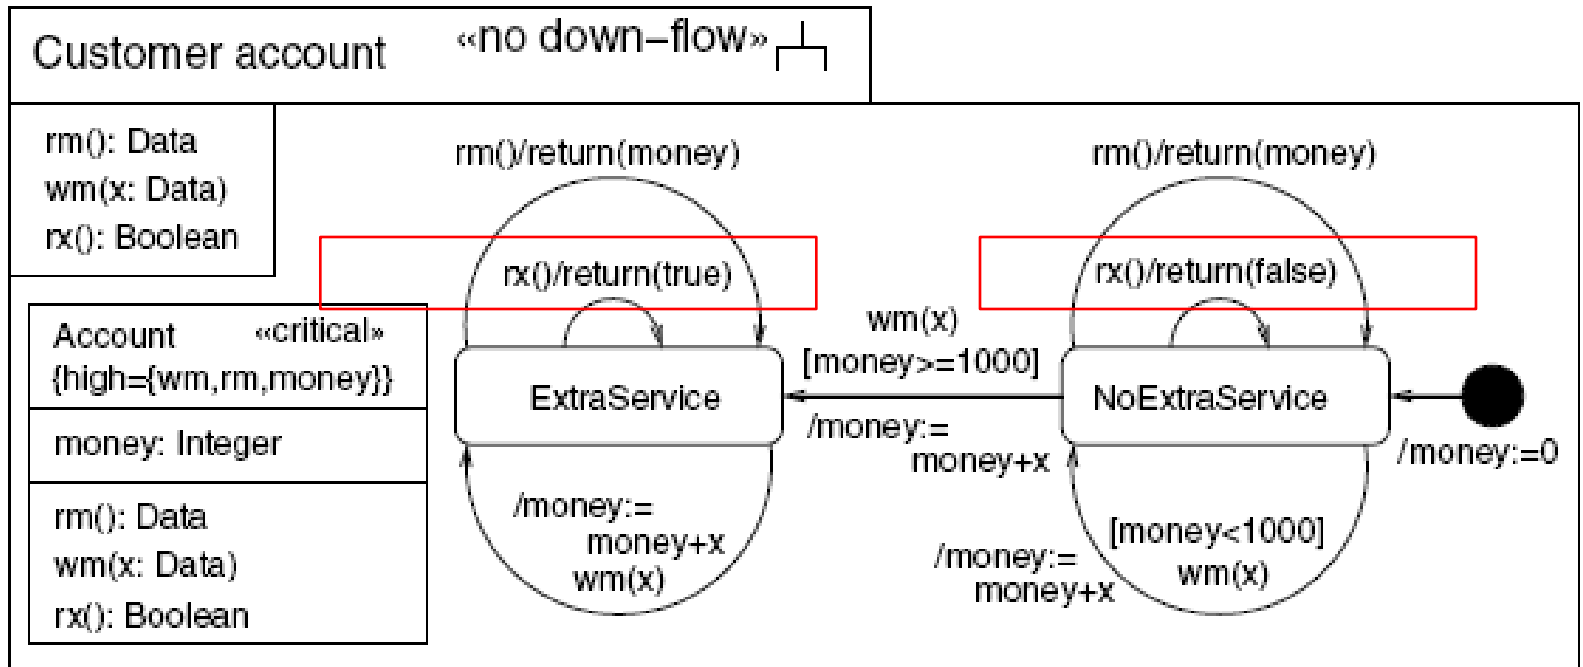 Customer account «no down–flow»
rm(): Data
wm(x: Data)
rx(): Boolean
Account «critical»
{high={wm,rm,money}}
money: Integer
rm(): Data
wm(x: Data)
rx(): Boolean
rm()/return(money)
rx()/return(true)
ExtraService
/money:=
money+x
wm(x)
wm(x)
[money>=1000]
/money:=
money+x
rm()/return(money)
rx()/return(false)
NoExtraService
/money:=0
[money<1000]
wm(x)
/money:=
money+x